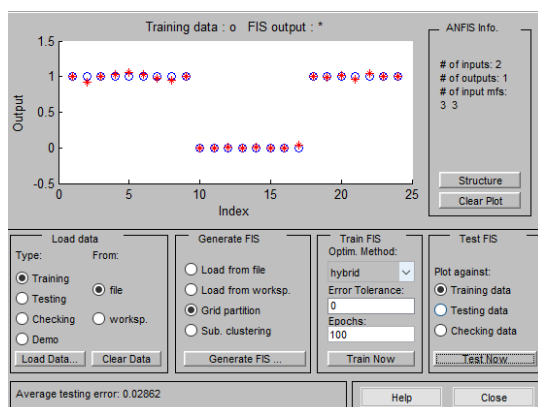 Training data : o   FIS output : *
1.5
1
0.5
0
-0.5
0
5
10
15
20
25
Output
Index
ANFIS Info.
# of inputs: 2
# of outputs: 1
# of input mfs:
3  3
Structure
Clear Plot
Load data
Type:
From:
Training
Testing
Checking
Demo
file
worksp.
Load Data...
Clear Data
Generate FIS
Load from file
Load from worksp.
Grid partition
Sub. clustering
Generate FIS ...
Train FIS
Optim. Method:
hybrid
Error Tolerance:
0
Epochs:
100
Train Now
Test FIS
Plot against:
Training data
Testing data
Checking data
Test Now
Average testing error: 0.02862
Help
Close